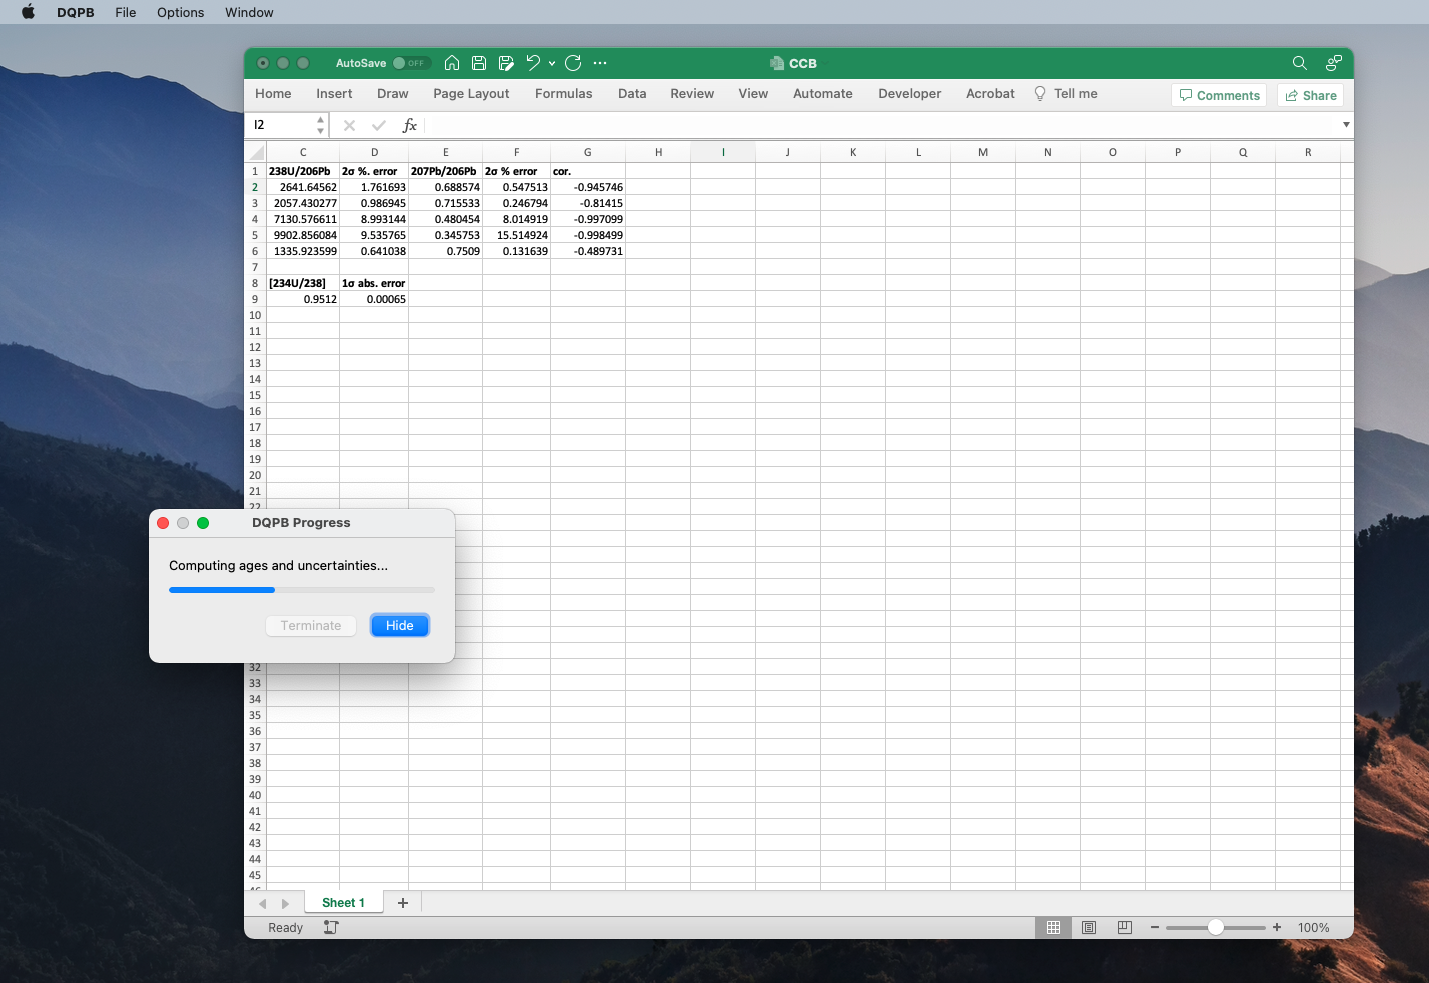 DQPB File Options Window
AutoSave OFF CCB
Home Insert Draw Page Layout Formulas Data Review View Automate Developer Acrobat Tell me Comments Share
I2 fx
C D E F G H I J K L M N O P Q R
1 238U/206Pb 2σ %. error 207Pb/206Pb 2σ % error cor.
2 2641.64562 1.761693 0.688574 0.547513 -0.945746
3 2057.430277 0.986945 0.715533 0.246794 -0.81415
4 7130.576611 8.993144 0.480454 8.014919 -0.997099
5 9902.856084 9.535765 0.345753 15.514924 -0.998499
6 1335.923599 0.641038 0.7509 0.131639 -0.489731
7
8 [234U/238] 1σ abs. error
9 0.9512 0.00065
10
11
12
13
14
15
16
17
18
19
20
21
22
DQPB Progress
Computing ages and uncertainties...
Terminate Hide
32
33
34
35
36
37
38
39
40
41
42
43
44
45
46
Sheet 1 +
Ready 100%